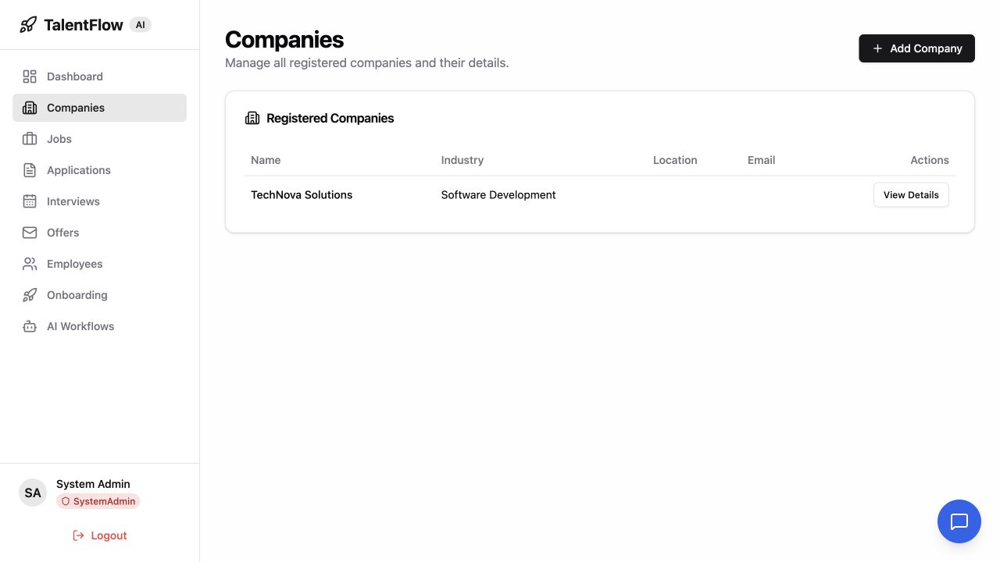 TalentFlow AI
Dashboard
Companies
Jobs
Applications
Interviews
Offers
Employees
Onboarding
AI Workflows
SA
System Admin
SystemAdmin
Logout
Companies
Manage all registered companies and their details.
Add Company
Registered Companies
Name Industry Location Email Actions
TechNova Solutions Software Development View Details